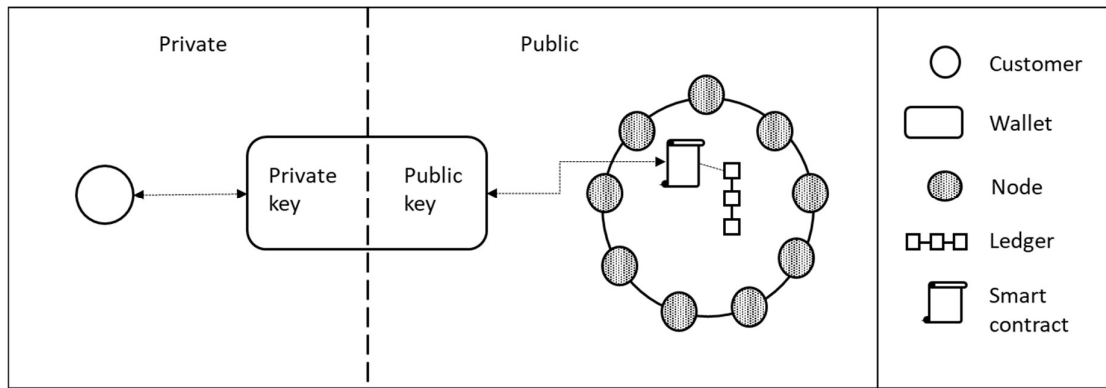 Private
Public
Private
key
Public
key
Customer
Wallet
Node
Ledger
Smart
contract